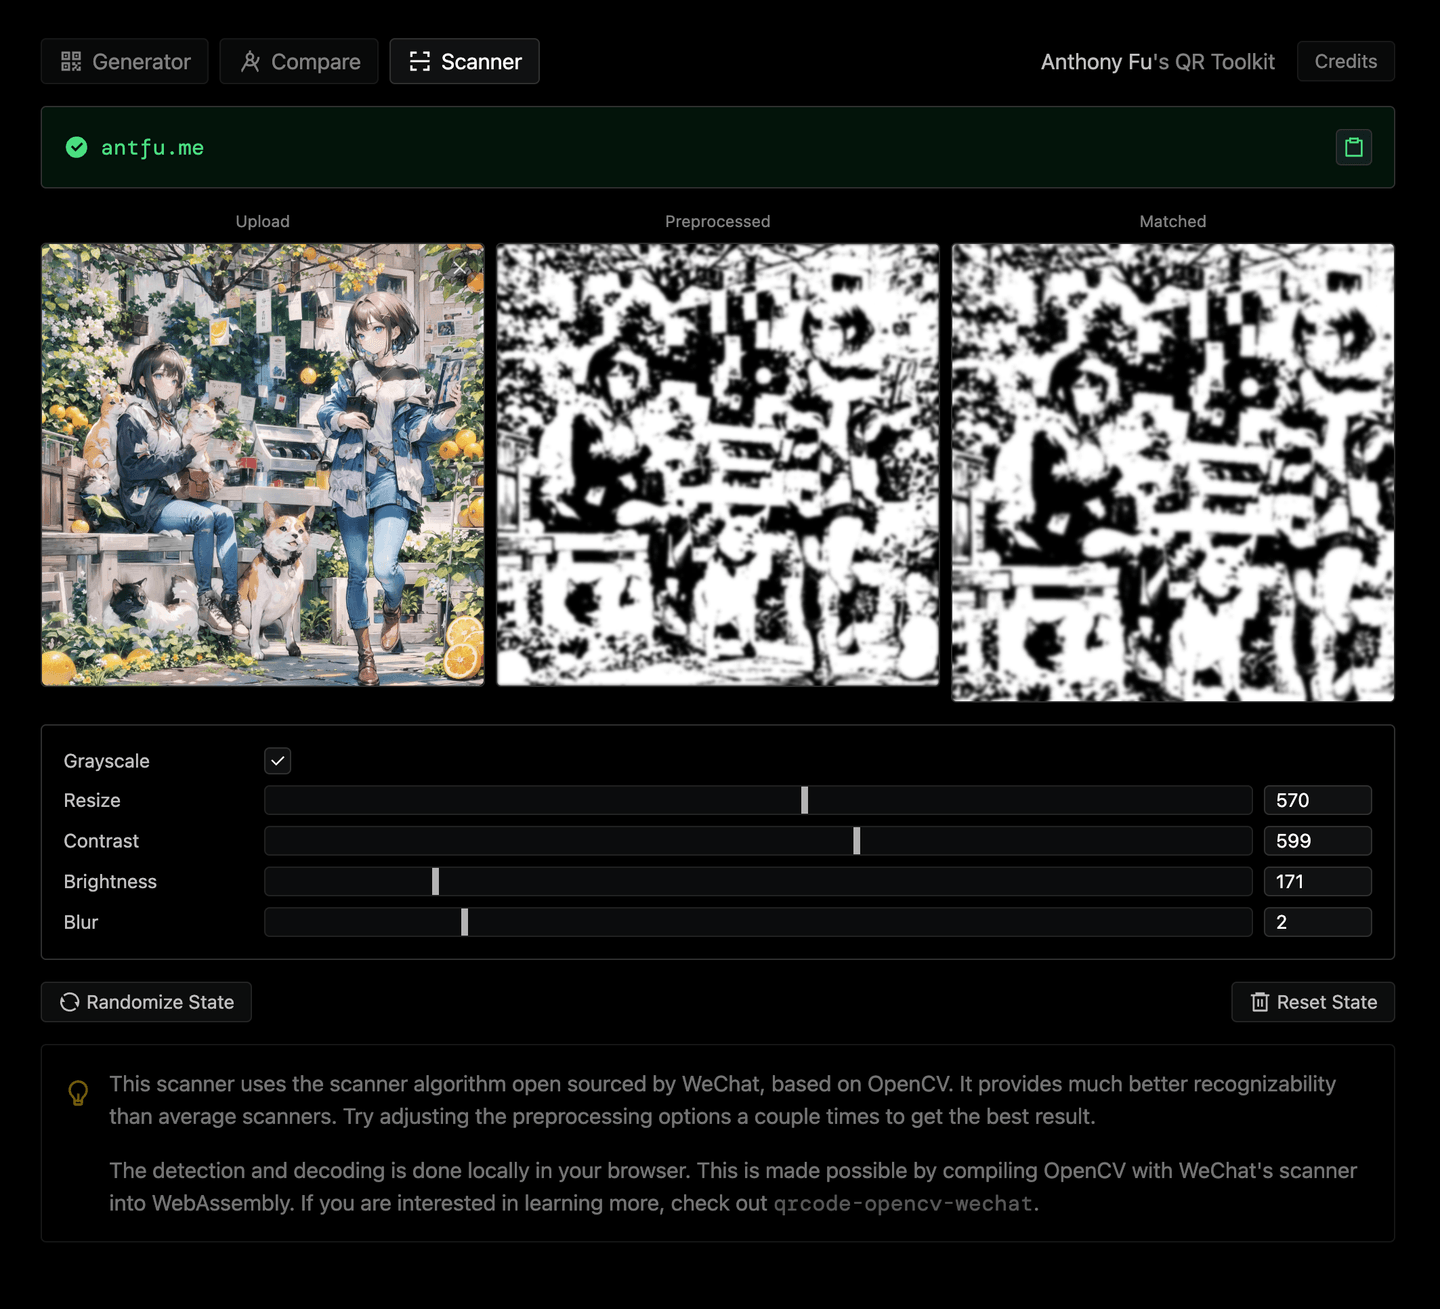 Generator
Compare
Scanner
Anthony Fu's QR Toolkit
Credits
antfu.me
Upload
Preprocessed
Matched
Grayscale
Resize
570
Contrast
599
Brightness
171
Blur
2
Randomize State
Reset State
This scanner uses the scanner algorithm open sourced by WeChat, based on OpenCV. It provides much better recognizability
than average scanners. Try adjusting the preprocessing options a couple times to get the best result.
The detection and decoding is done locally in your browser. This is made possible by compiling OpenCV with WeChat's scanner
into WebAssembly. If you are interested in learning more, check out qrcode-opencv-wechat.